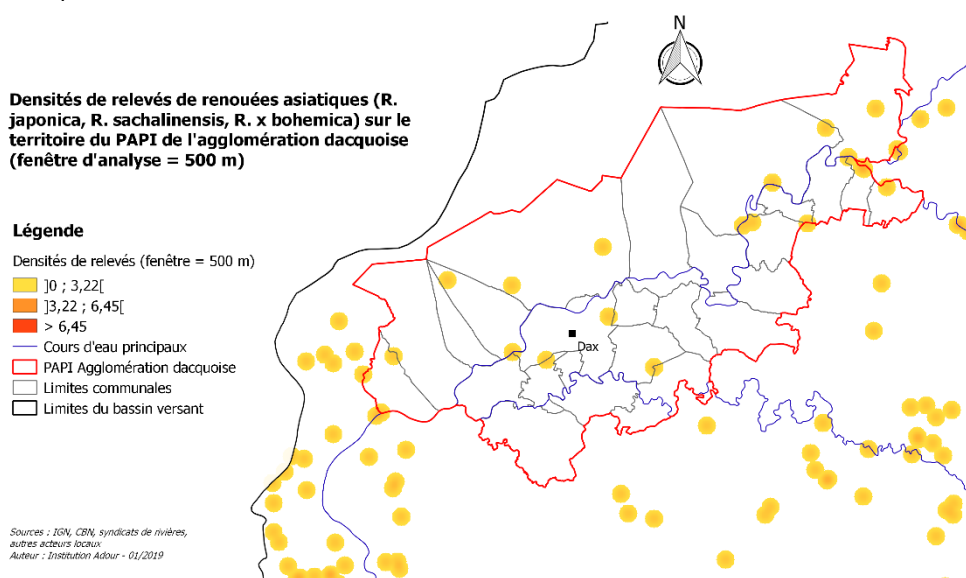 N
Densités de relevés de renouées asiatiques (R.
japonica, R. sachalinensis, R. x bohemica) sur le
territoire du PAPI de l'agglomération dacquoise
(fenêtre d'analyse = 500 m)
Légende
Densités de relevés (fenêtre = 500 m)
]0 ; 3,22[
]3,22 ; 6,45[
> 6,45
Cours d'eau principaux
PAPI Agglomération dacquoise
Limites communales
Limites du bassin versant
Dax
Sources : IGN, CBN, syndicats de rivières,
autres acteurs locaux
Auteur : Institution Adour - 01/2019